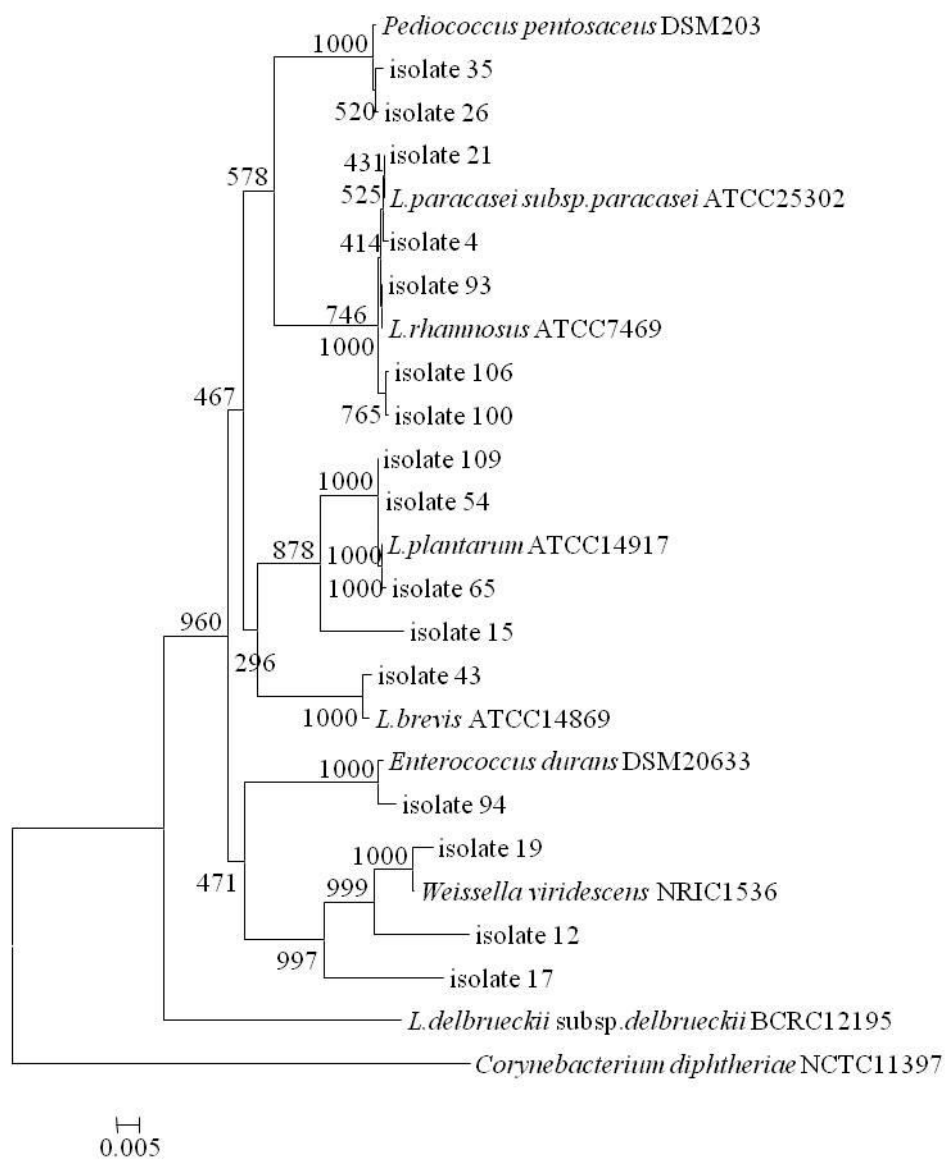 Pediococcus pentosaceus DSM203
1000
isolate 35
520 isolate 26
431 isolate 21
578
525 L.paracasei subsp.paracasei ATCC25302
414 isolate 4
isolate 93
746 L.rhamnosus ATCC7469
1000
isolate 106
467
765 isolate 100
isolate 109
1000
isolate 54
878 1000 L.plantarum ATCC14917
1000 isolate 65
960 isolate 15
296 isolate 43
1000 L.brevis ATCC14869
1000 Enterococcus durans DSM20633
isolate 94
1000 isolate 19
471 999 Weissella viridescens NRIC1536
isolate 12
997 isolate 17
L.delbrueckii subsp.delbrueckii BCRC12195
Corynebacterium diphtheriae NCTC11397
0.005